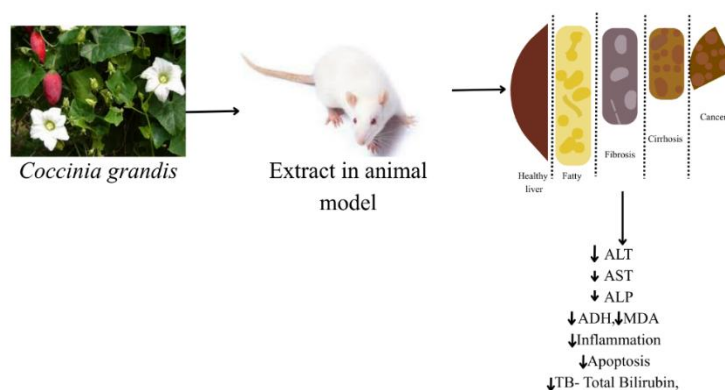 Coccinia grandis
Extract in animal
model
Healthy
liver
Fatty
Fibrosis
Cirrhosis
Cancer
↓ ALT
↓ AST
↓ ALP
↓ADH,↓MDA
↓Inflammation
↓Apoptosis
↓TB- Total Bilirubin,